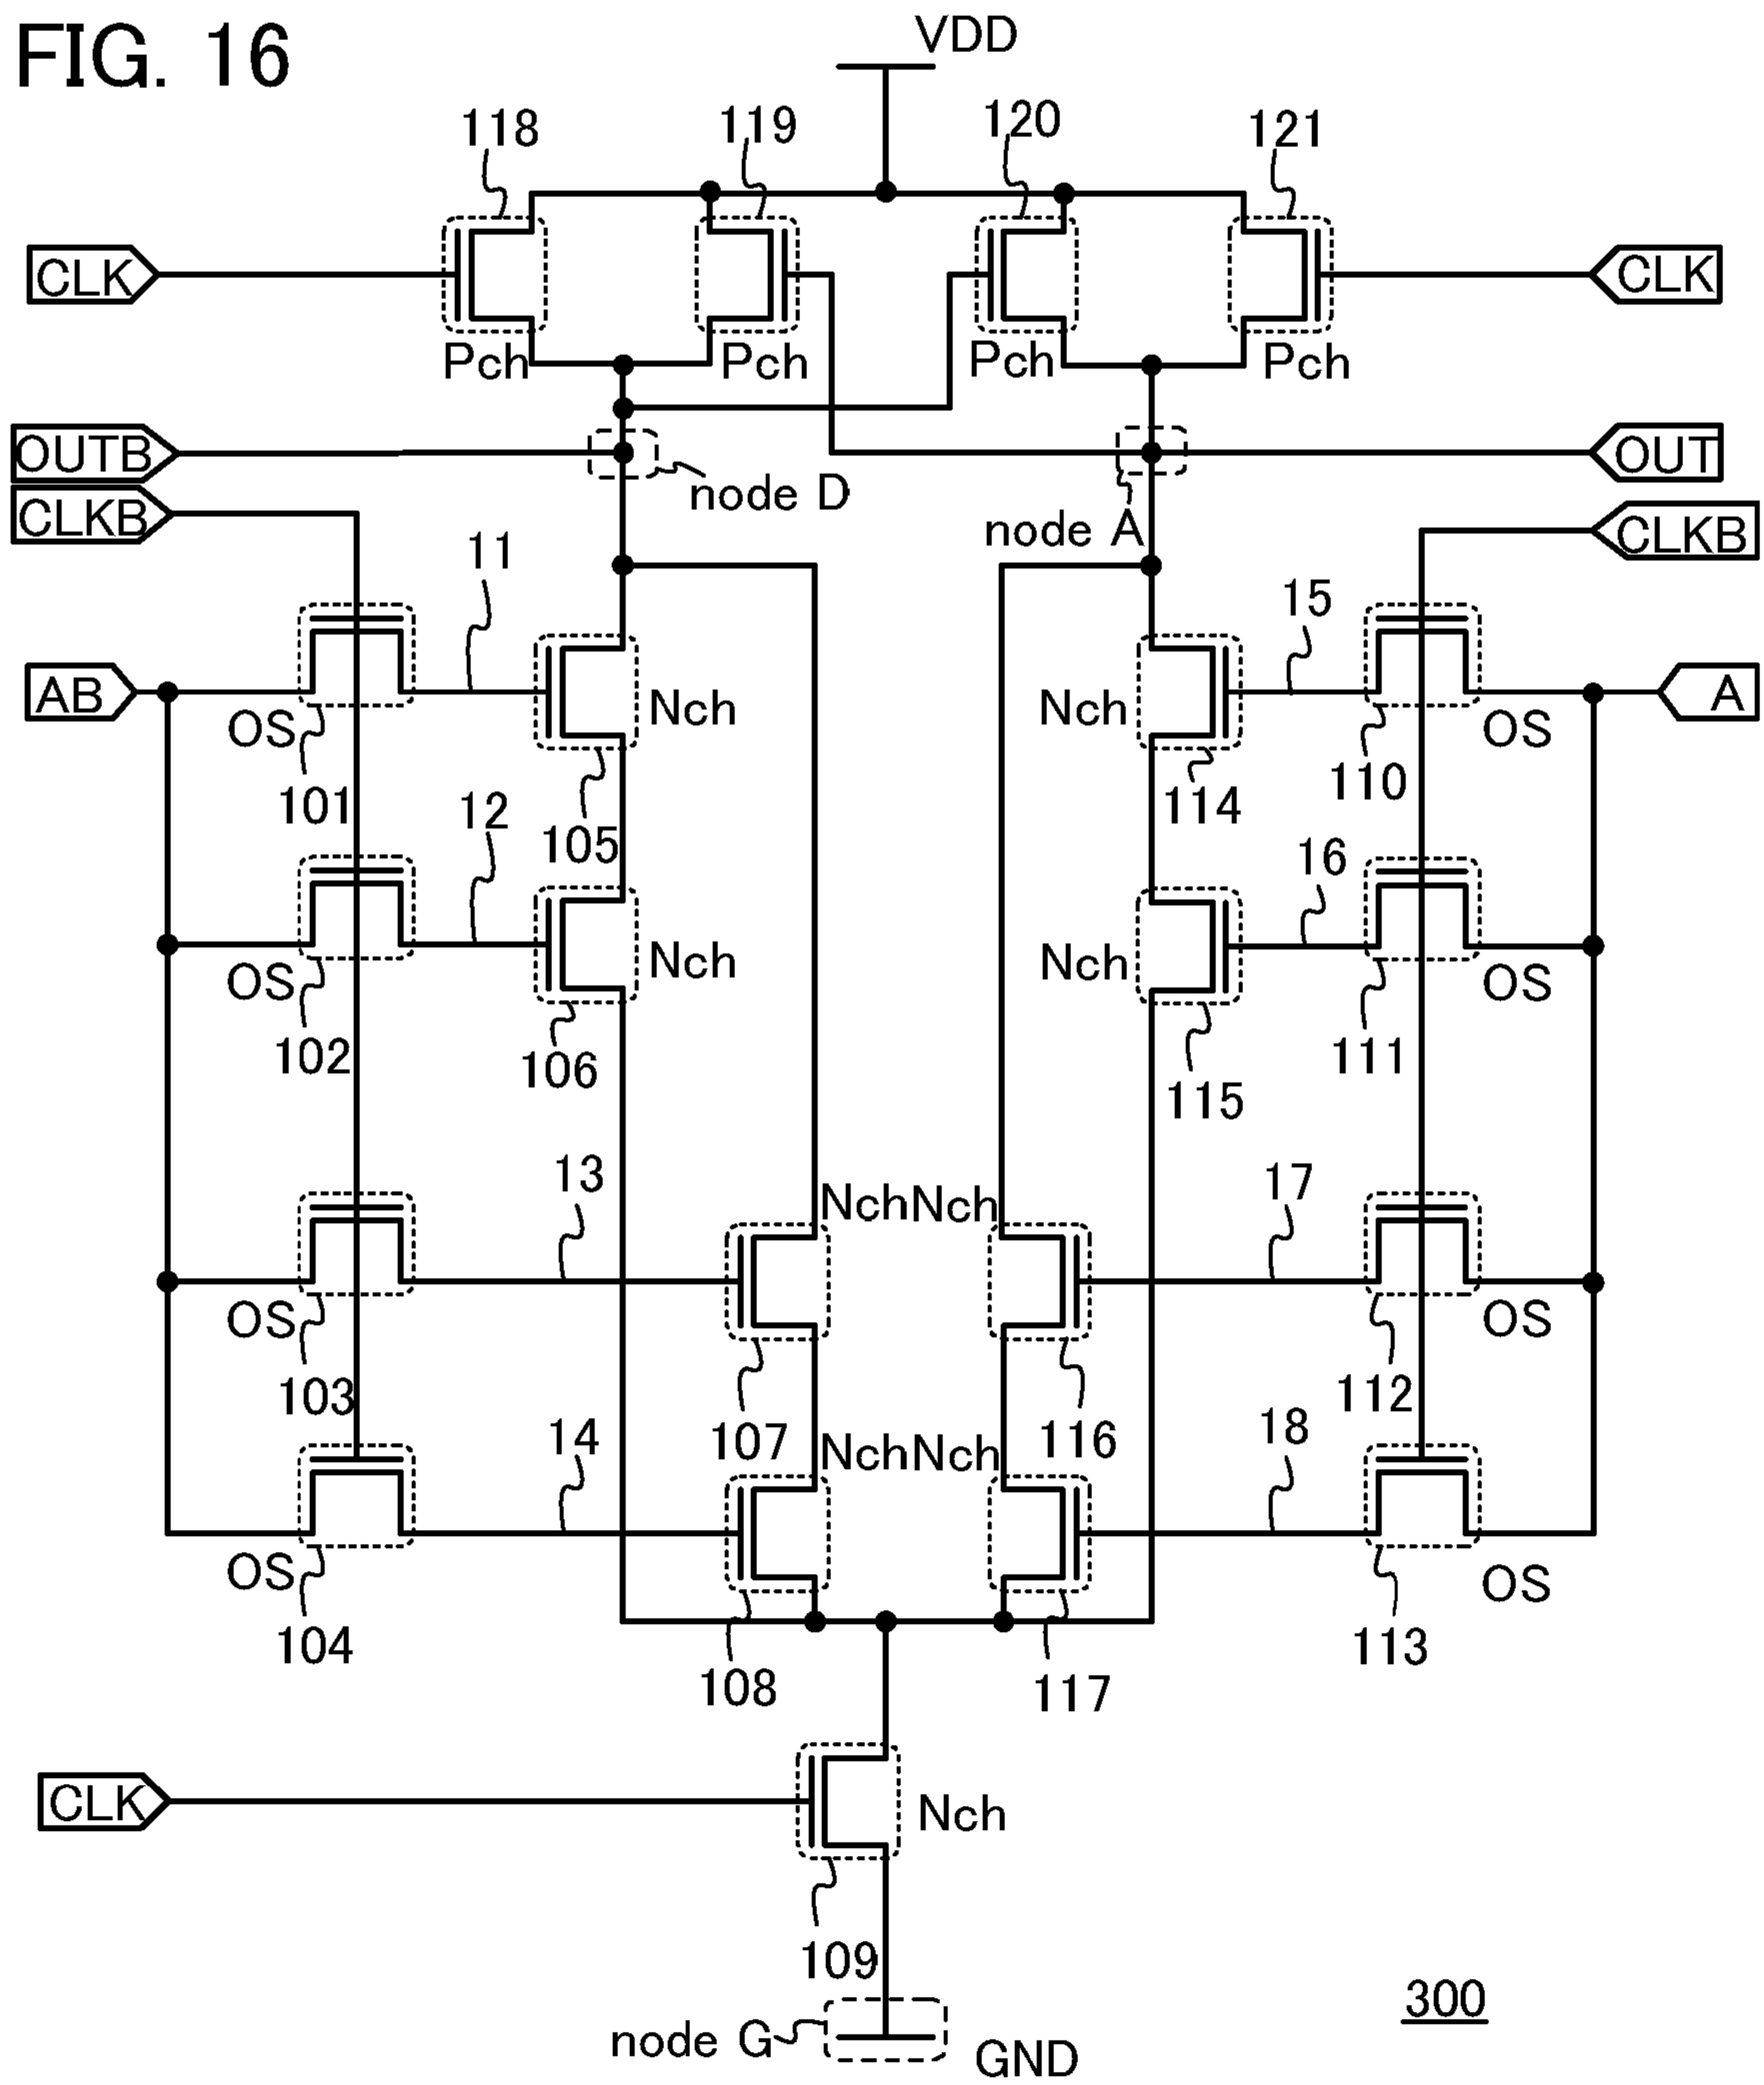 FIG. 16
VDD
118
119
120
121
CLK
CLK
Pch
Pch
Pch
Pch
OUTB
OUT
node D
node A
CLKB
CLKB
11
15
AB
A
OS
Nch
Nch
OS
101
105
114
110
12
16
OS
Nch
Nch
OS
102
106
115
111
13
17
NchNch
OS
OS
103
107
116
112
14
18
NchNch
OS
OS
104
108
117
113
CLK
Nch
109
300
node G
GND